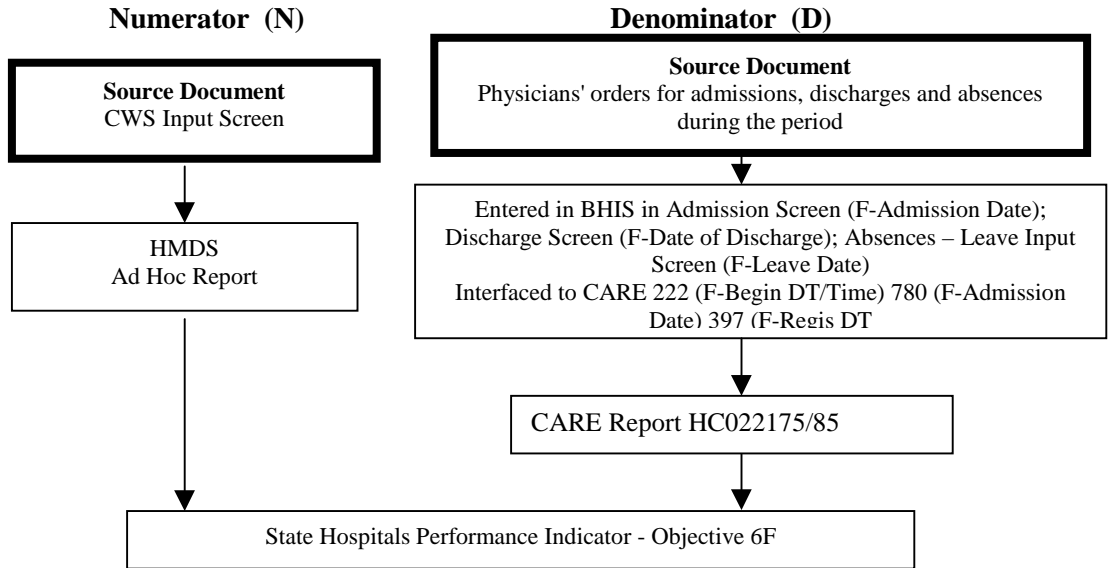 Numerator (N)
Source Document
CWS Input Screen
HMDS
Ad Hoc Report
Denominator (D)
Source Document
Physicians' orders for admissions, discharges and absences
during the period
Entered in BHIS in Admission Screen (F-Admission Date);
Discharge Screen (F-Date of Discharge); Absences – Leave Input
Screen (F-Leave Date)
Interfaced to CARE 222 (F-Begin DT/Time) 780 (F-Admission
Date) 397 (F-Regis DT
CARE Report HC022175/85
State Hospitals Performance Indicator - Objective 6F